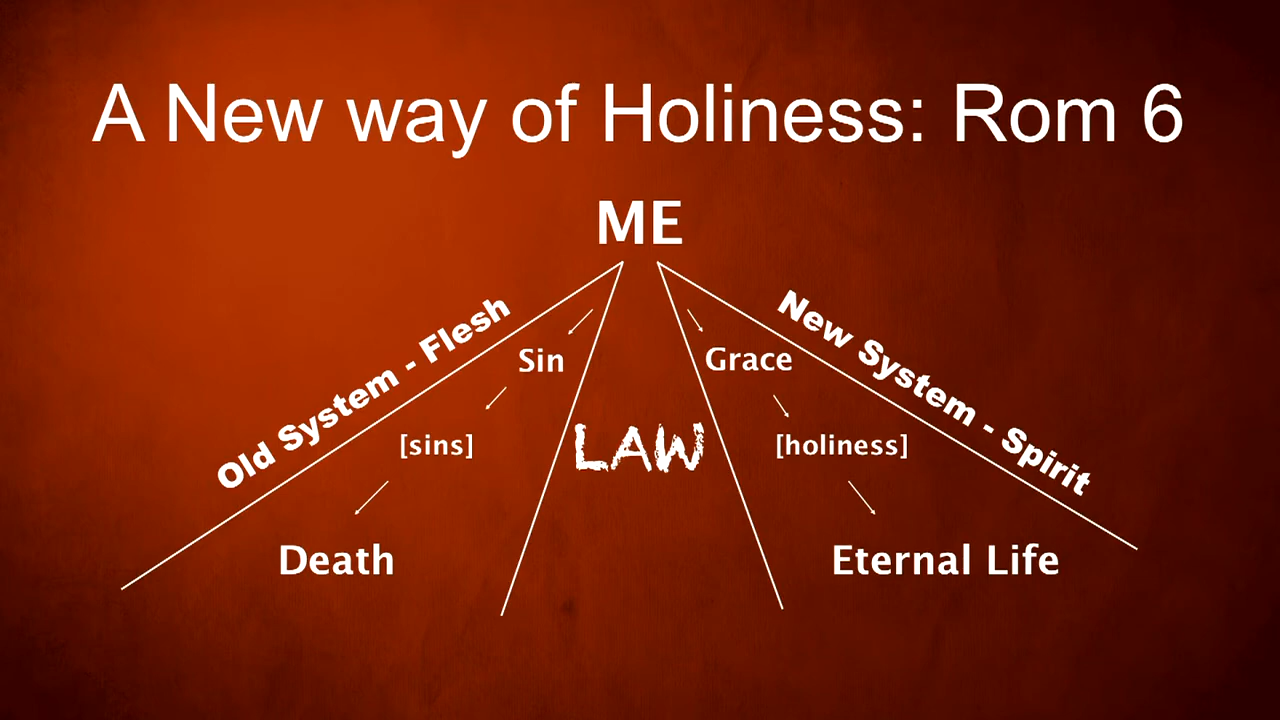 A New way of Holiness: Rom 6
ME
Old System - Flesh
New System - Spirit
Sin
Grace
[sins]
LAW
[holiness]
Death
Eternal Life